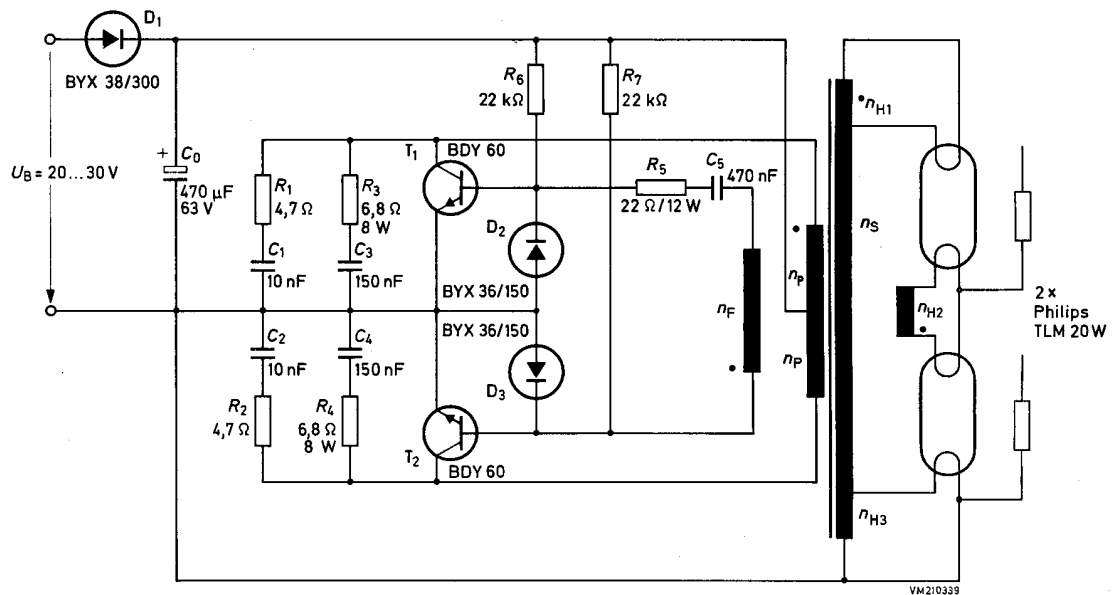 D1
BYX 38/300
UB = 20...30 V
+
C0
470 μF
63 V
R1
4,7 Ω
C1
10 nF
R3
6,8 Ω
8 W
C3
150 nF
C2
10 nF
R2
4,7 Ω
C4
150 nF
R4
6,8 Ω
8 W
T1
BDY 60
T2
BDY 60
R6
22 kΩ
R7
22 kΩ
R5
22 Ω/12 W
C5
470 nF
D2
BYX 36/150
BYX 36/150
D3
nF
nP
nP
nH1
nS
nH2
nH3
2 x
Philips
TLM 20 W
VM210339